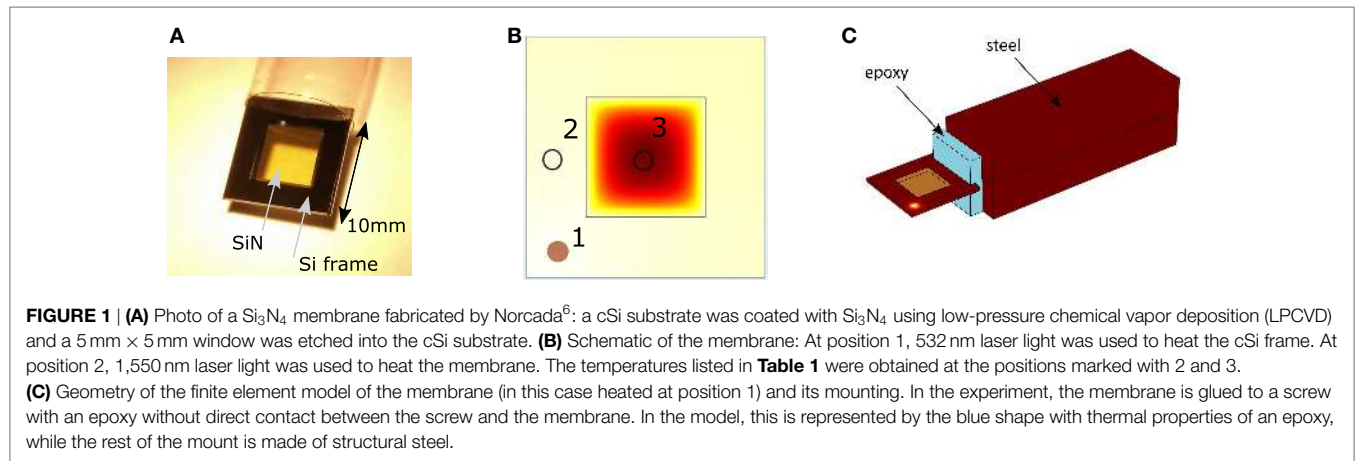 A
B
C
SiN
Si frame
10mm
2
3
1
epoxy
steel
FIGURE 1 | (A) Photo of a Si₃N₄ membrane fabricated by Norcada⁶: a cSi substrate was coated with Si₃N₄ using low-pressure chemical vapor deposition (LPCVD)
and a 5 mm × 5 mm window was etched into the cSi substrate. (B) Schematic of the membrane: At position 1, 532 nm laser light was used to heat the cSi frame. At
position 2, 1,550 nm laser light was used to heat the membrane. The temperatures listed in Table 1 were obtained at the positions marked with 2 and 3.
(C) Geometry of the finite element model of the membrane (in this case heated at position 1) and its mounting. In the experiment, the membrane is glued to a screw
with an epoxy without direct contact between the screw and the membrane. In the model, this is represented by the blue shape with thermal properties of an epoxy,
while the rest of the mount is made of structural steel.